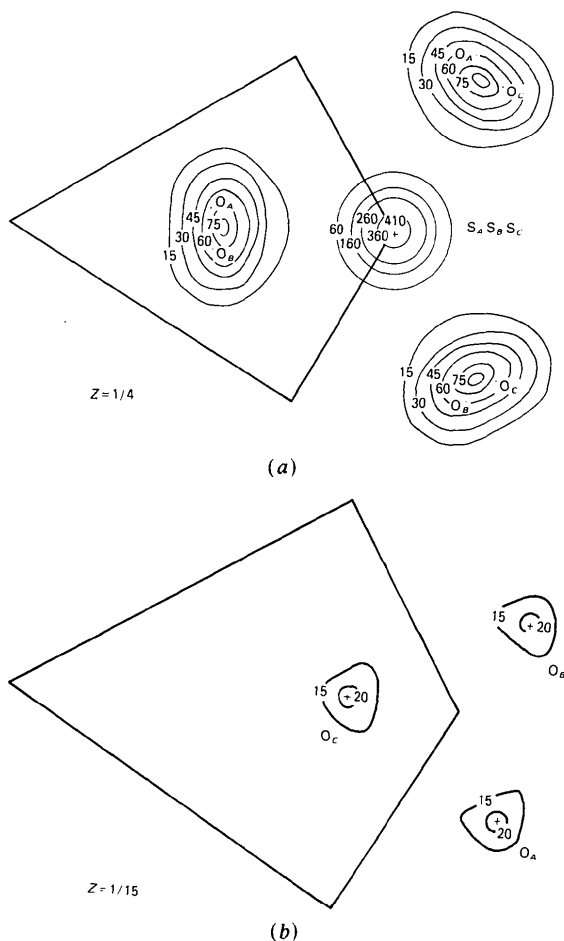 15 45 O_A
60
30 75 O_C
O_A
45 75
30 60
15 O_B
260 410
60 360
160
S_A S_B S_C
15 45
60 75 O_C
30 O_B
Z = 1/4
(a)
15 20
O_B
15 20
O_C
15
20
O_A
Z = 1/15
(b)